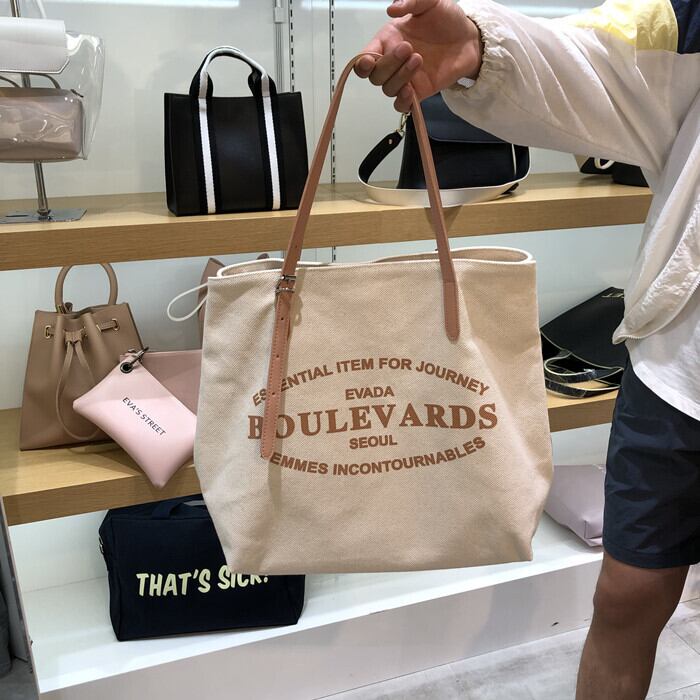 ESSENTIAL ITEM FOR JOURNEY
EVADA
BOULEVARDS
SEOUL
FEMMES INCONTOURNABLES
EVA'S STREET
THAT'S SICK!